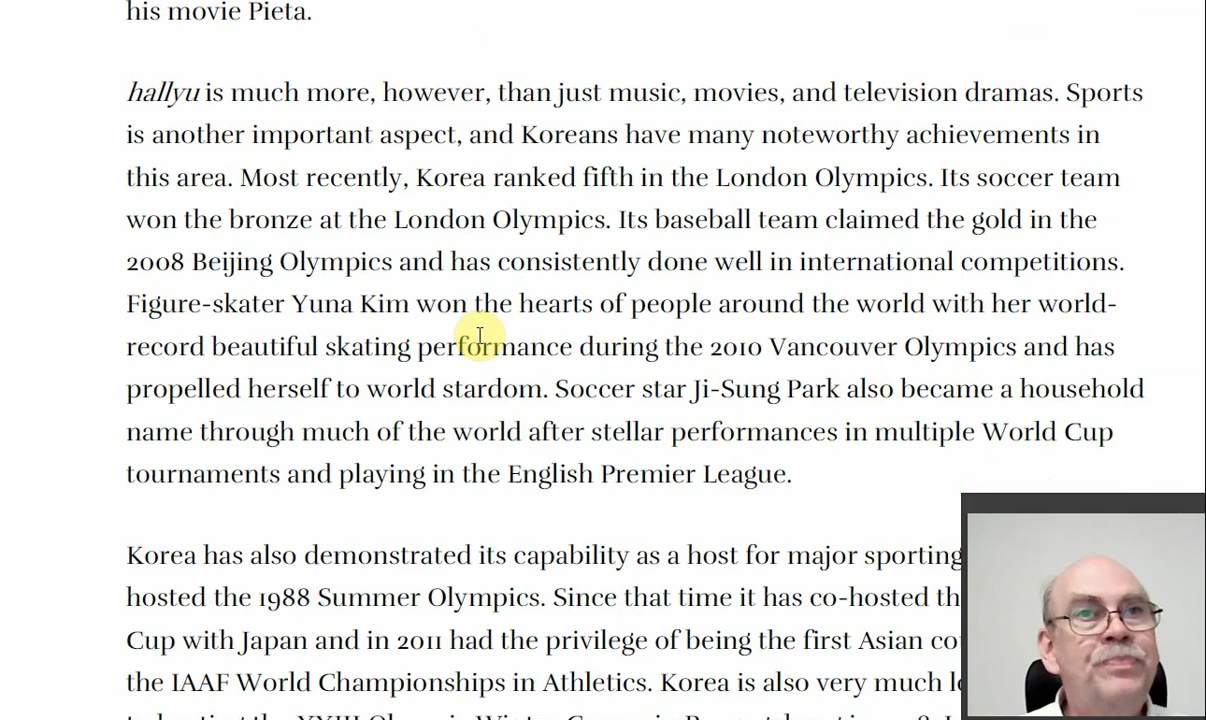 his movie Pieta.
hallyu is much more, however, than just music, movies, and television dramas. Sports
is another important aspect, and Koreans have many noteworthy achievements in
this area. Most recently, Korea ranked fifth in the London Olympics. Its soccer team
won the bronze at the London Olympics. Its baseball team claimed the gold in the
2008 Beijing Olympics and has consistently done well in international competitions.
Figure-skater Yuna Kim won the hearts of people around the world with her world-
record beautiful skating performance during the 2010 Vancouver Olympics and has
propelled herself to world stardom. Soccer star Ji-Sung Park also became a household
name through much of the world after stellar performances in multiple World Cup
tournaments and playing in the English Premier League.
Korea has also demonstrated its capability as a host for major sporting
hosted the 1988 Summer Olympics. Since that time it has co-hosted
Cup with Japan and in 2011 had the privilege of being the first Asian
the IAAF World Championships in Athletics. Korea is also very much